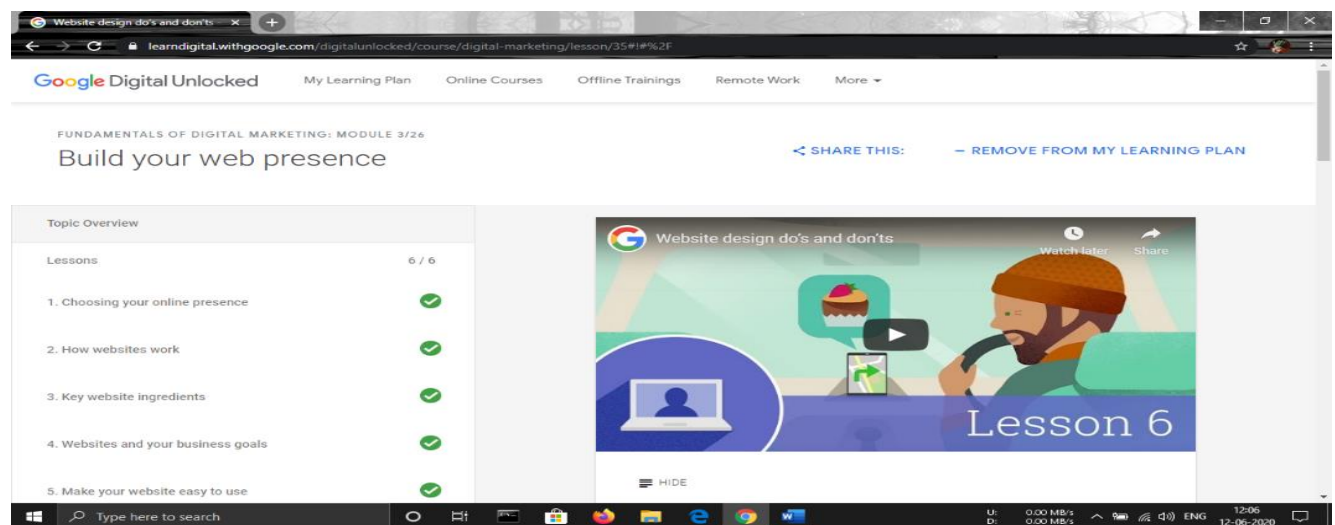 Website design do's and don'ts
learndigital.withgoogle.com/digitalunlocked/course/digital-marketing/lesson/35#!#%2F
Google Digital Unlocked My Learning Plan Online Courses Offline Trainings Remote Work More
FUNDAMENTALS OF DIGITAL MARKETING: MODULE 3/26
Build your web presence
SHARE THIS: – REMOVE FROM MY LEARNING PLAN
Topic Overview
Lessons 6 / 6
1. Choosing your online presence
2. How websites work
3. Key website ingredients
4. Websites and your business goals
5. Make your website easy to use
G Website design do's and don'ts
Watch later Share
Lesson 6
HIDE
Type here to search
U: 0.00 MB/s
D: 0.00 MB/s
ENG
12:06
12-06-2020